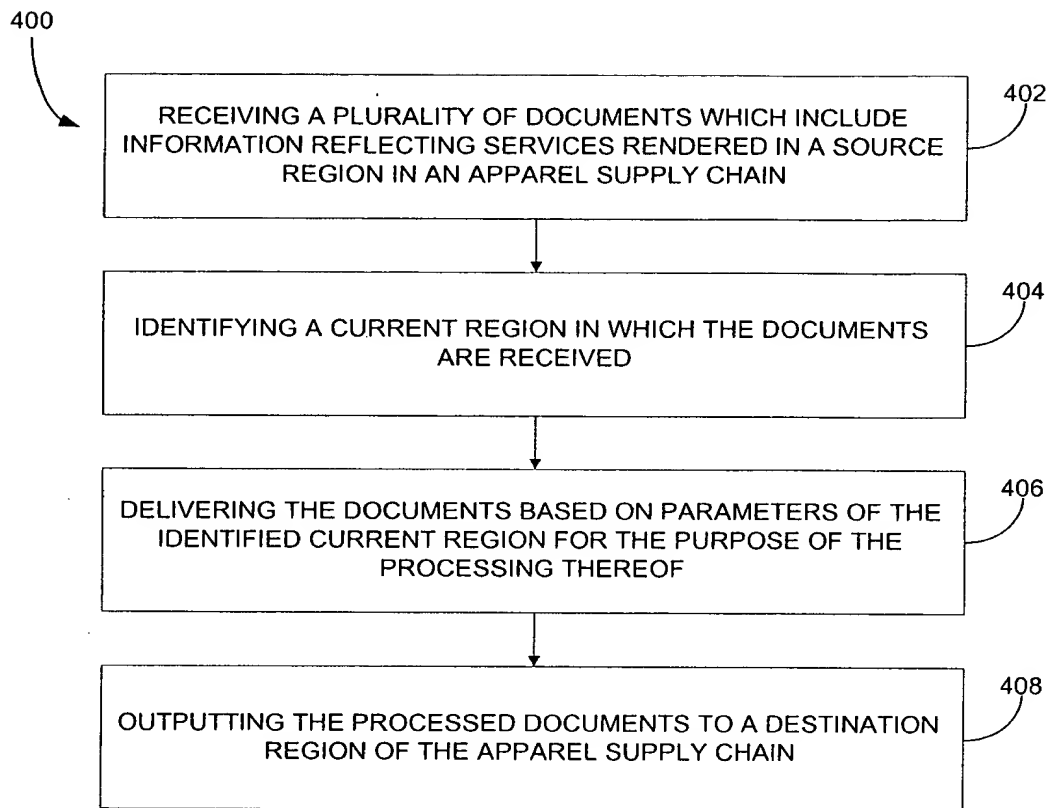 400
RECEIVING A PLURALITY OF DOCUMENTS WHICH INCLUDE
INFORMATION REFLECTING SERVICES RENDERED IN A SOURCE
REGION IN AN APPAREL SUPPLY CHAIN
402
IDENTIFYING A CURRENT REGION IN WHICH THE DOCUMENTS
ARE RECEIVED
404
DELIVERING THE DOCUMENTS BASED ON PARAMETERS OF THE
IDENTIFIED CURRENT REGION FOR THE PURPOSE OF THE
PROCESSING THEREOF
406
OUTPUTTING THE PROCESSED DOCUMENTS TO A DESTINATION
REGION OF THE APPAREL SUPPLY CHAIN
408